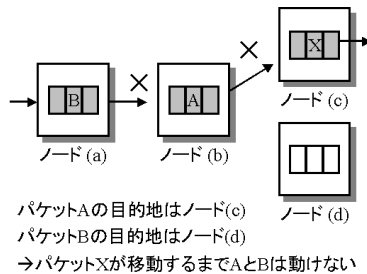 X
B
A
ノード (c)
ノード (a)
ノード (b)
ノード (d)
パケットAの目的地はノード(c)
パケットBの目的地はノード(d)
→パケットXが移動するまでAとBは動けない